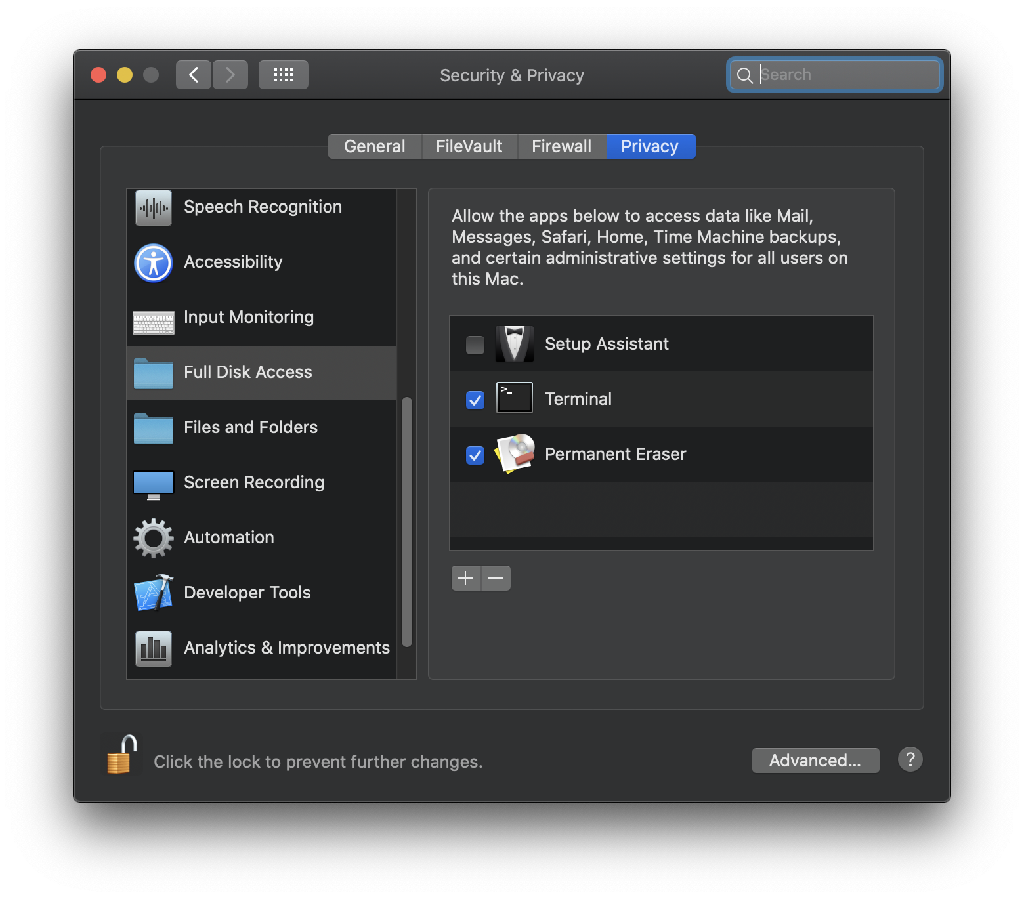 Security & Privacy
Search
General
FileVault
Firewall
Privacy
Speech Recognition
Accessibility
Input Monitoring
Full Disk Access
Files and Folders
Screen Recording
Automation
Developer Tools
Analytics & Improvements
Allow the apps below to access data like Mail,
Messages, Safari, Home, Time Machine backups,
and certain administrative settings for all users on
this Mac.
Setup Assistant
Terminal
Permanent Eraser
Click the lock to prevent further changes.
Advanced...
?